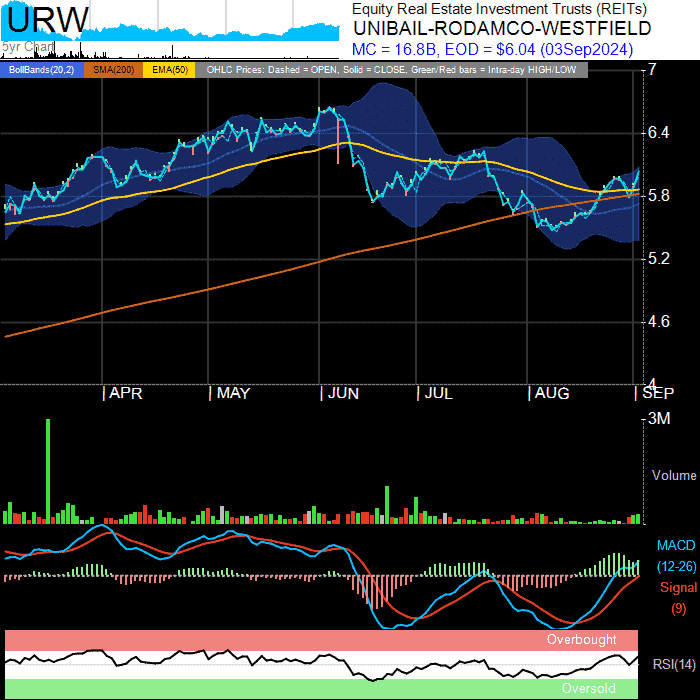 URW
5yr Chart
Equity Real Estate Investment Trusts (REITs)
UNIBAIL-RODAMCO-WESTFIELD
MC = 16.8B, EOD = $6.04 (03Sep2024)
BollBands(20,2) SMA(200) EMA(50) OHLC Prices: Dashed = OPEN, Solid = CLOSE, Green/Red bars = Intra-day HIGH/LOW
7
6.4
5.8
5.2
4.6
4
APR MAY JUN JUL AUG SEP
3M
Volume
MACD
(12-26)
Signal
(9)
Overbought
RSI(14)
Oversold